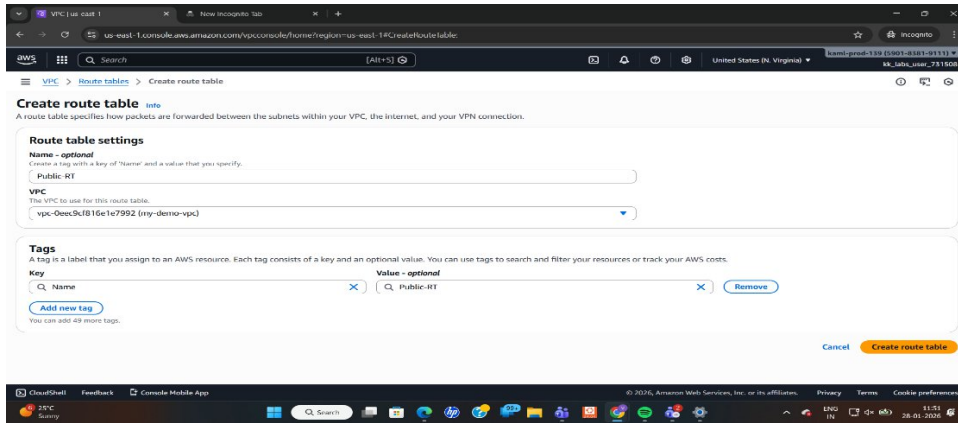 VPC | us-east-1
New Incognito Tab
us-east-1.console.aws.amazon.com/vpcconsole/home?region=us-east-1#CreateRouteTable:
Incognito
aws
Search
[Alt+S]
United States (N. Virginia)
kaml-prod-139 (5901-8381-9111)
kk_labs_user_731508
VPC > Route tables > Create route table
Create route table Info
A route table specifies how packets are forwarded between the subnets within your VPC, the internet, and your VPN connection.
Route table settings
Name - optional
Create a tag with a key of 'Name' and a value that you specify.
Public-RT
VPC
The VPC to use for this route table.
vpc-0eec9cf816e1e7992 (my-demo-vpc)
Tags
A tag is a label that you assign to an AWS resource. Each tag consists of a key and an optional value. You can use tags to search and filter your resources or track your AWS costs.
Key Value - optional
Name Public-RT Remove
Add new tag
You can add 49 more tags.
Cancel Create route table
CloudShell Feedback Console Mobile App © 2026, Amazon Web Services, Inc. or its affiliates. Privacy Terms Cookie preferences
25°C
Sunny
Search
ENG
IN
11:51
28-01-2026